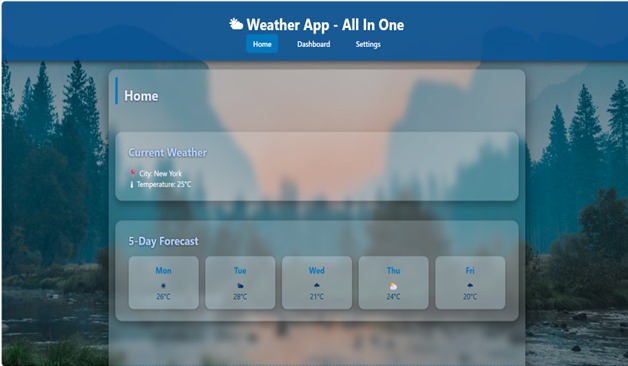 Weather App - All In One
Home Dashboard Settings
Home
Current Weather
City: New York
Temperature: 25°C
5-Day Forecast
Mon Tue Wed Thu Fri
26°C 28°C 21°C 24°C 20°C